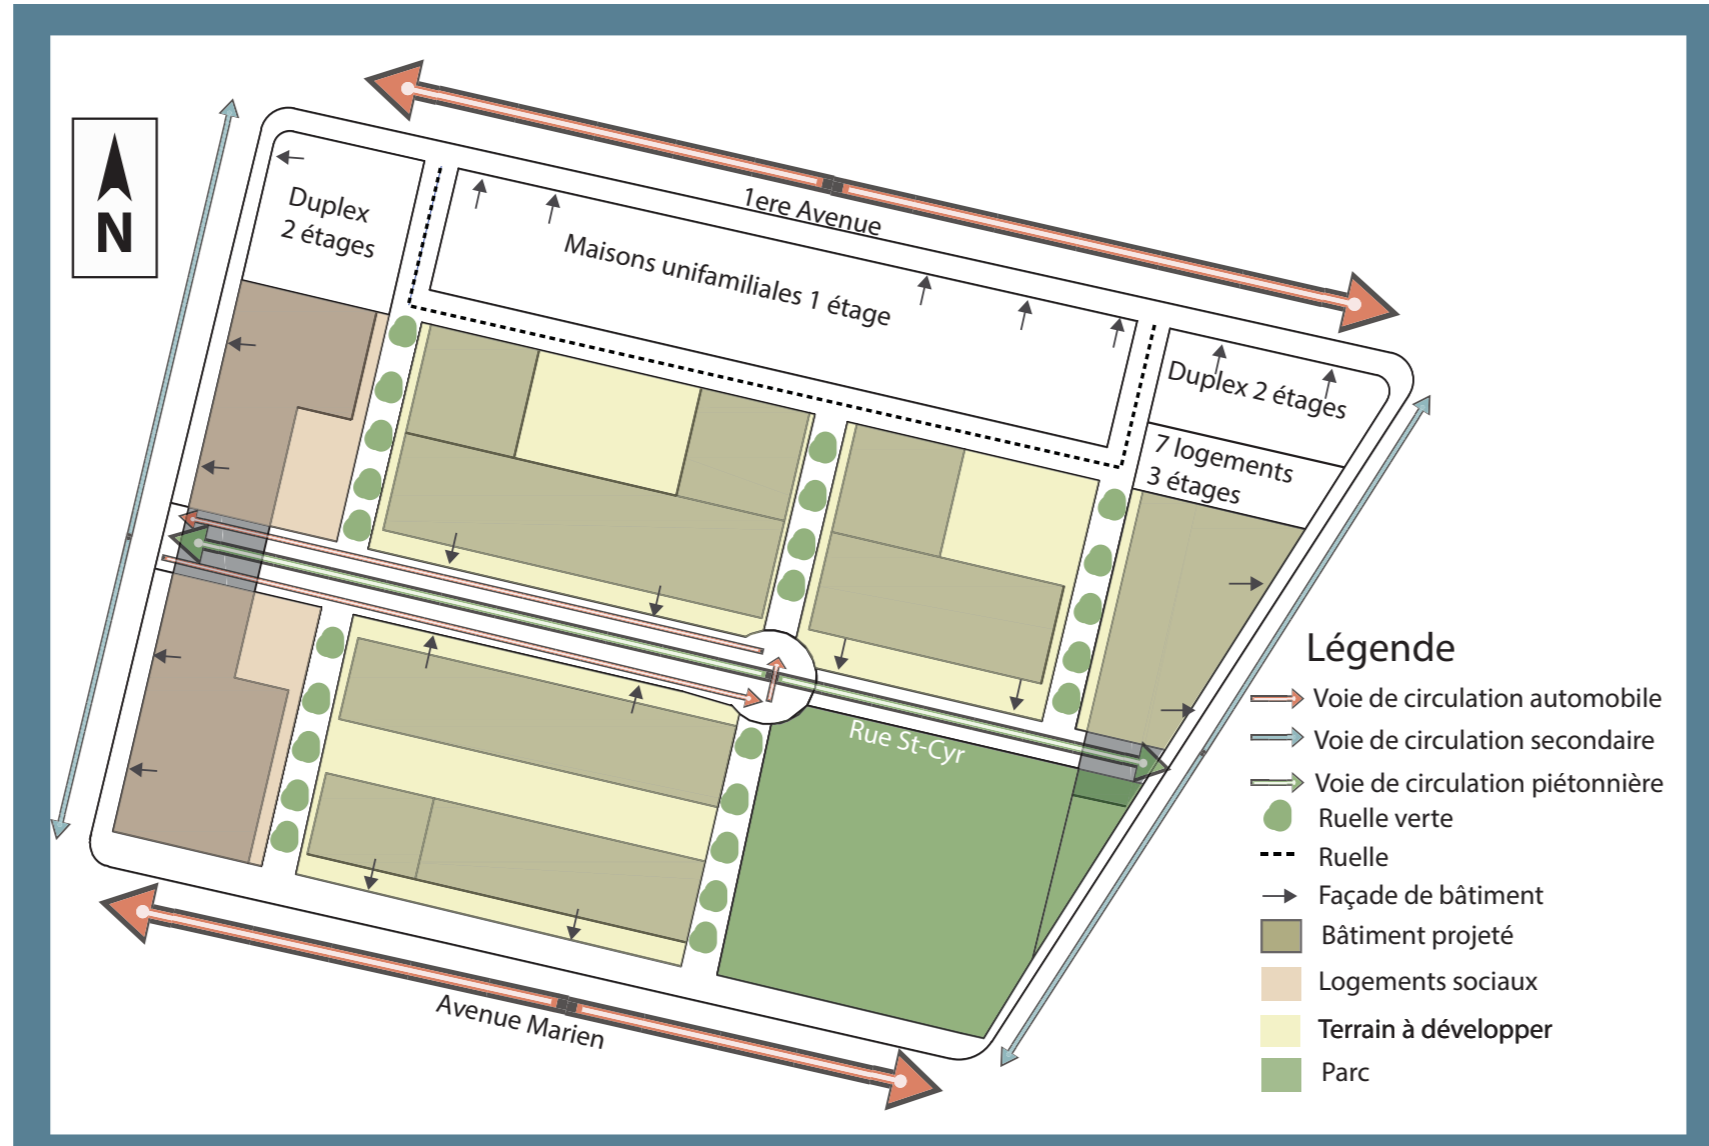 N
1ere Avenue
Duplex
2 étages
Maisons unifamiliales 1 étage
Duplex 2 étages
7 logements
3 étages
Rue St-Cyr
Avenue Marien
Légende
Voie de circulation automobile
Voie de circulation secondaire
Voie de circulation piétonnière
Ruelle verte
Ruelle
Façade de bâtiment
Bâtiment projeté
Logements sociaux
Terrain à développer
Parc